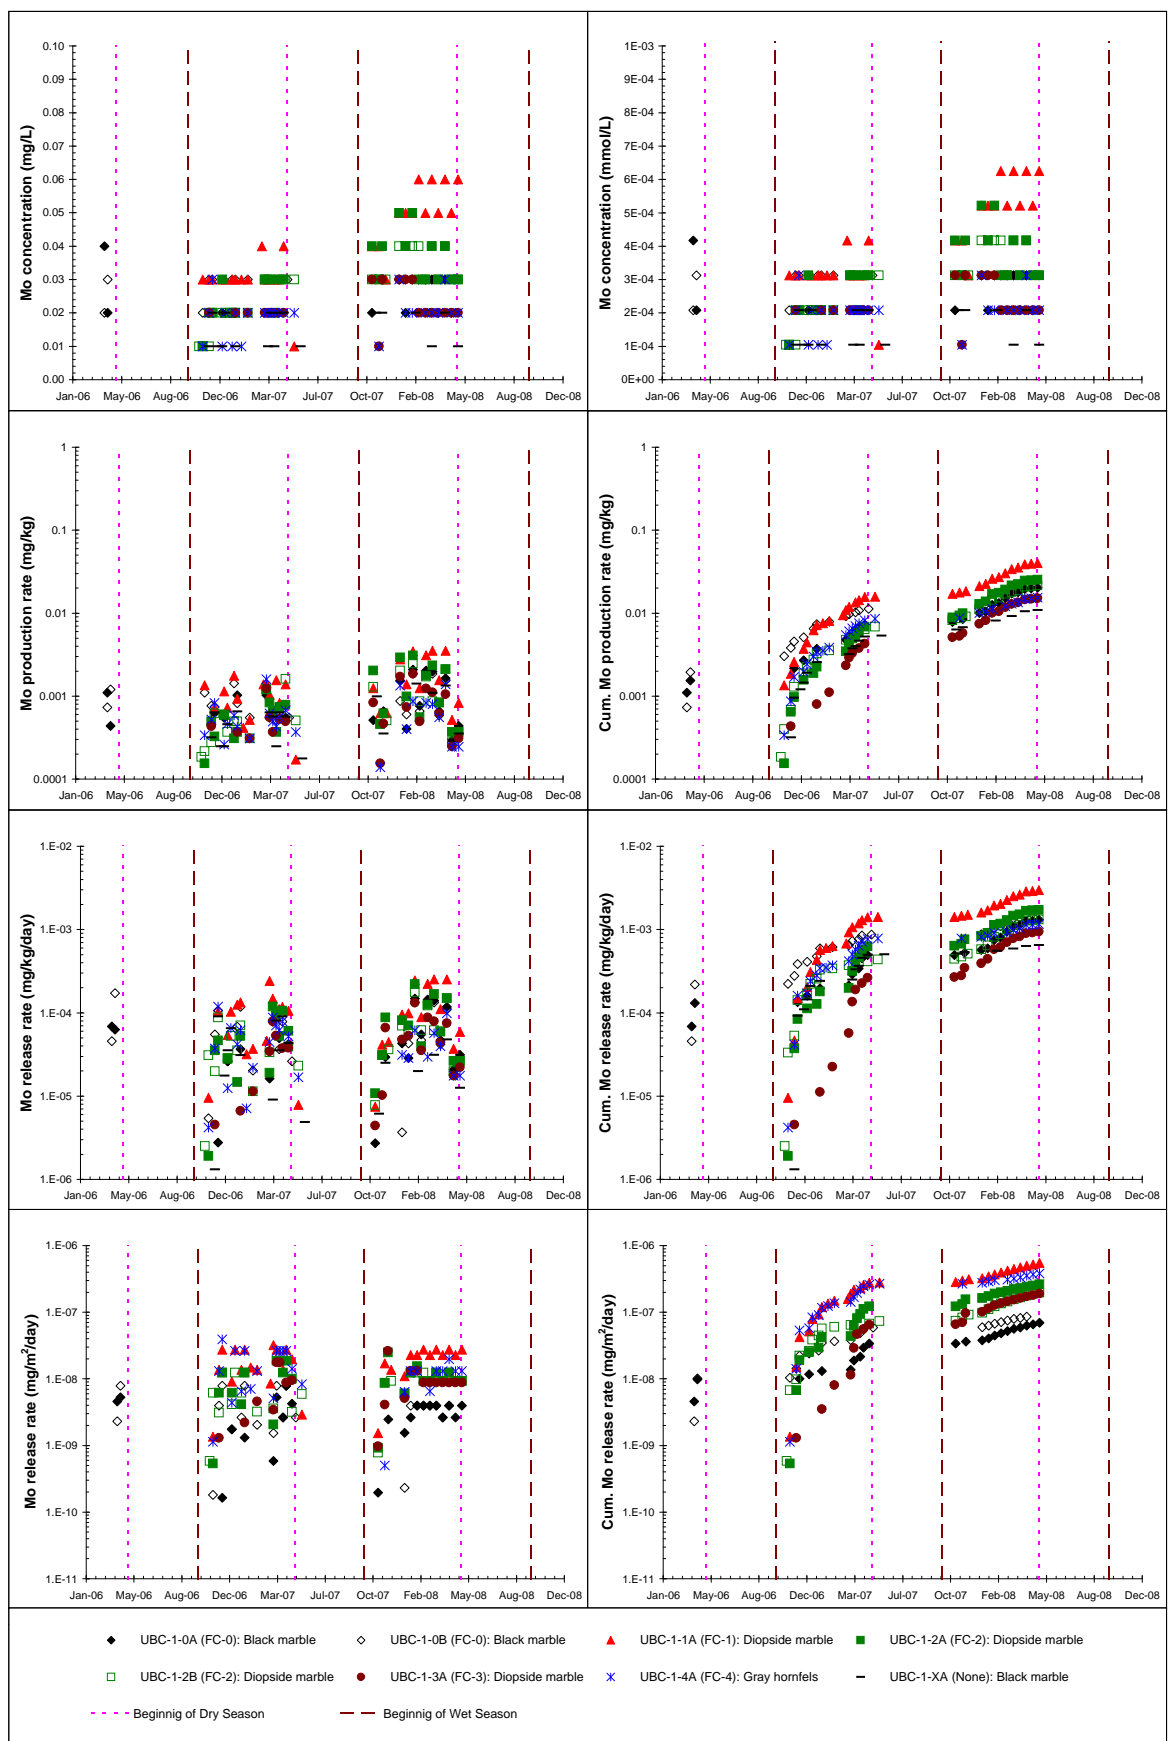 Mo concentration (mg/L)
0.10
0.09
0.08
0.07
0.06
0.05
0.04
0.03
0.02
0.01
0.00
Jan-06 May-06 Aug-06 Dec-06 Mar-07 Jul-07 Oct-07 Feb-08 May-08 Aug-08 Dec-08
Mo concentration (mmol/L)
1E-03
9E-04
8E-04
7E-04
6E-04
5E-04
4E-04
3E-04
2E-04
1E-04
0E+00
Jan-06 May-06 Aug-06 Dec-06 Mar-07 Jul-07 Oct-07 Feb-08 May-08 Aug-08 Dec-08
Mo production rate (mg/kg)
1
0.1
0.01
0.001
0.0001
Jan-06 May-06 Aug-06 Dec-06 Mar-07 Jul-07 Oct-07 Feb-08 May-08 Aug-08 Dec-08
Cum. Mo production rate (mg/kg)
1
0.1
0.01
0.001
0.0001
Jan-06 May-06 Aug-06 Dec-06 Mar-07 Jul-07 Oct-07 Feb-08 May-08 Aug-08 Dec-08
Mo release rate (mg/kg/day)
1.E-02
1.E-03
1.E-04
1.E-05
1.E-06
Jan-06 May-06 Aug-06 Dec-06 Mar-07 Jul-07 Oct-07 Feb-08 May-08 Aug-08 Dec-08
Cum. Mo release rate (mg/kg/day)
1.E-02
1.E-03
1.E-04
1.E-05
1.E-06
Jan-06 May-06 Aug-06 Dec-06 Mar-07 Jul-07 Oct-07 Feb-08 May-08 Aug-08 Dec-08
Mo release rate (mg/m²/day)
1.E-06
1.E-07
1.E-08
1.E-09
1.E-10
1.E-11
Jan-06 May-06 Aug-06 Dec-06 Mar-07 Jul-07 Oct-07 Feb-08 May-08 Aug-08 Dec-08
Cum. Mo release rate (mg/m²/day)
1.E-06
1.E-07
1.E-08
1.E-09
1.E-10
1.E-11
Jan-06 May-06 Aug-06 Dec-06 Mar-07 Jul-07 Oct-07 Feb-08 May-08 Aug-08 Dec-08
UBC-1-0A (FC-0): Black marble UBC-1-0B (FC-0): Black marble UBC-1-1A (FC-1): Diopside marble UBC-1-2A (FC-2): Diopside marble
UBC-1-2B (FC-2): Diopside marble UBC-1-3A (FC-3): Diopside marble UBC-1-4A (FC-4): Gray hornfels UBC-1-XA (None): Black marble
Beginnig of Dry Season Beginnig of Wet Season